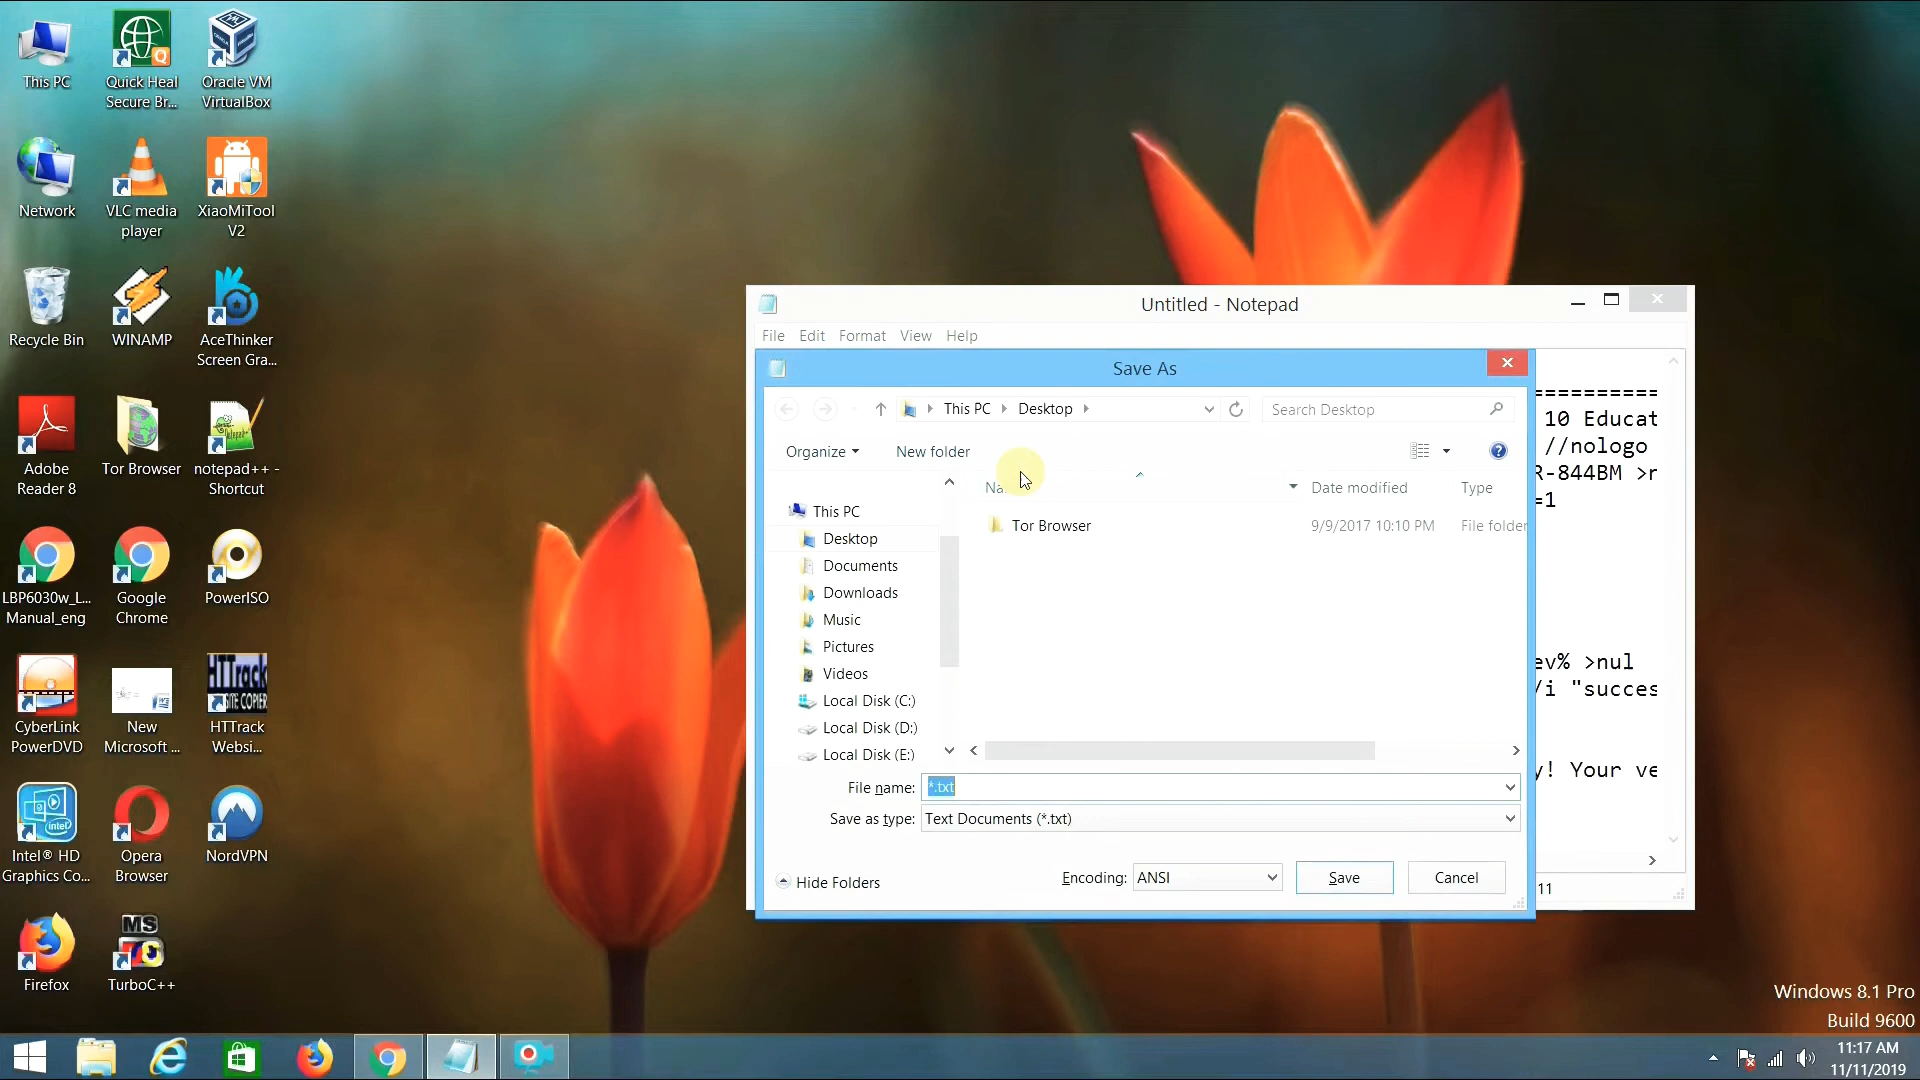 This PC
Quick Heal
Secure Br...
Oracle VM
VirtualBox
Network
VLC media
player
XiaoMiTool
V2
Recycle Bin
WINAMP
AceThinker
Screen Gra...
Adobe
Reader 8
Tor Browser
notepad++ -
Shortcut
LBP6030w_L...
Manual_eng
Google
Chrome
PowerISO
CyberLink
PowerDVD
New
Microsoft ...
HTTrack
Websi...
Intel® HD
Graphics Co...
Opera
Browser
NordVPN
Firefox
TurboC++
Untitled - Notepad
File Edit Format View Help
Save As
This PC Desktop
Search Desktop
Organize
New folder
Date modified
Type
This PC
Desktop
Documents
Downloads
Music
Pictures
Videos
Local Disk (C:)
Local Disk (D:)
Local Disk (E:)
Tor Browser
9/9/2017 10:10 PM
File folder
File name: *.txt
Save as type: Text Documents (*.txt)
Hide Folders
Encoding: ANSI
Save
Cancel
==========
10 Educat
//nologo
R-844BM >r
=1
ev% >nul
/i "succes
y! Your ve
11
Windows 8.1 Pro
Build 9600
11:17 AM
11/11/2019